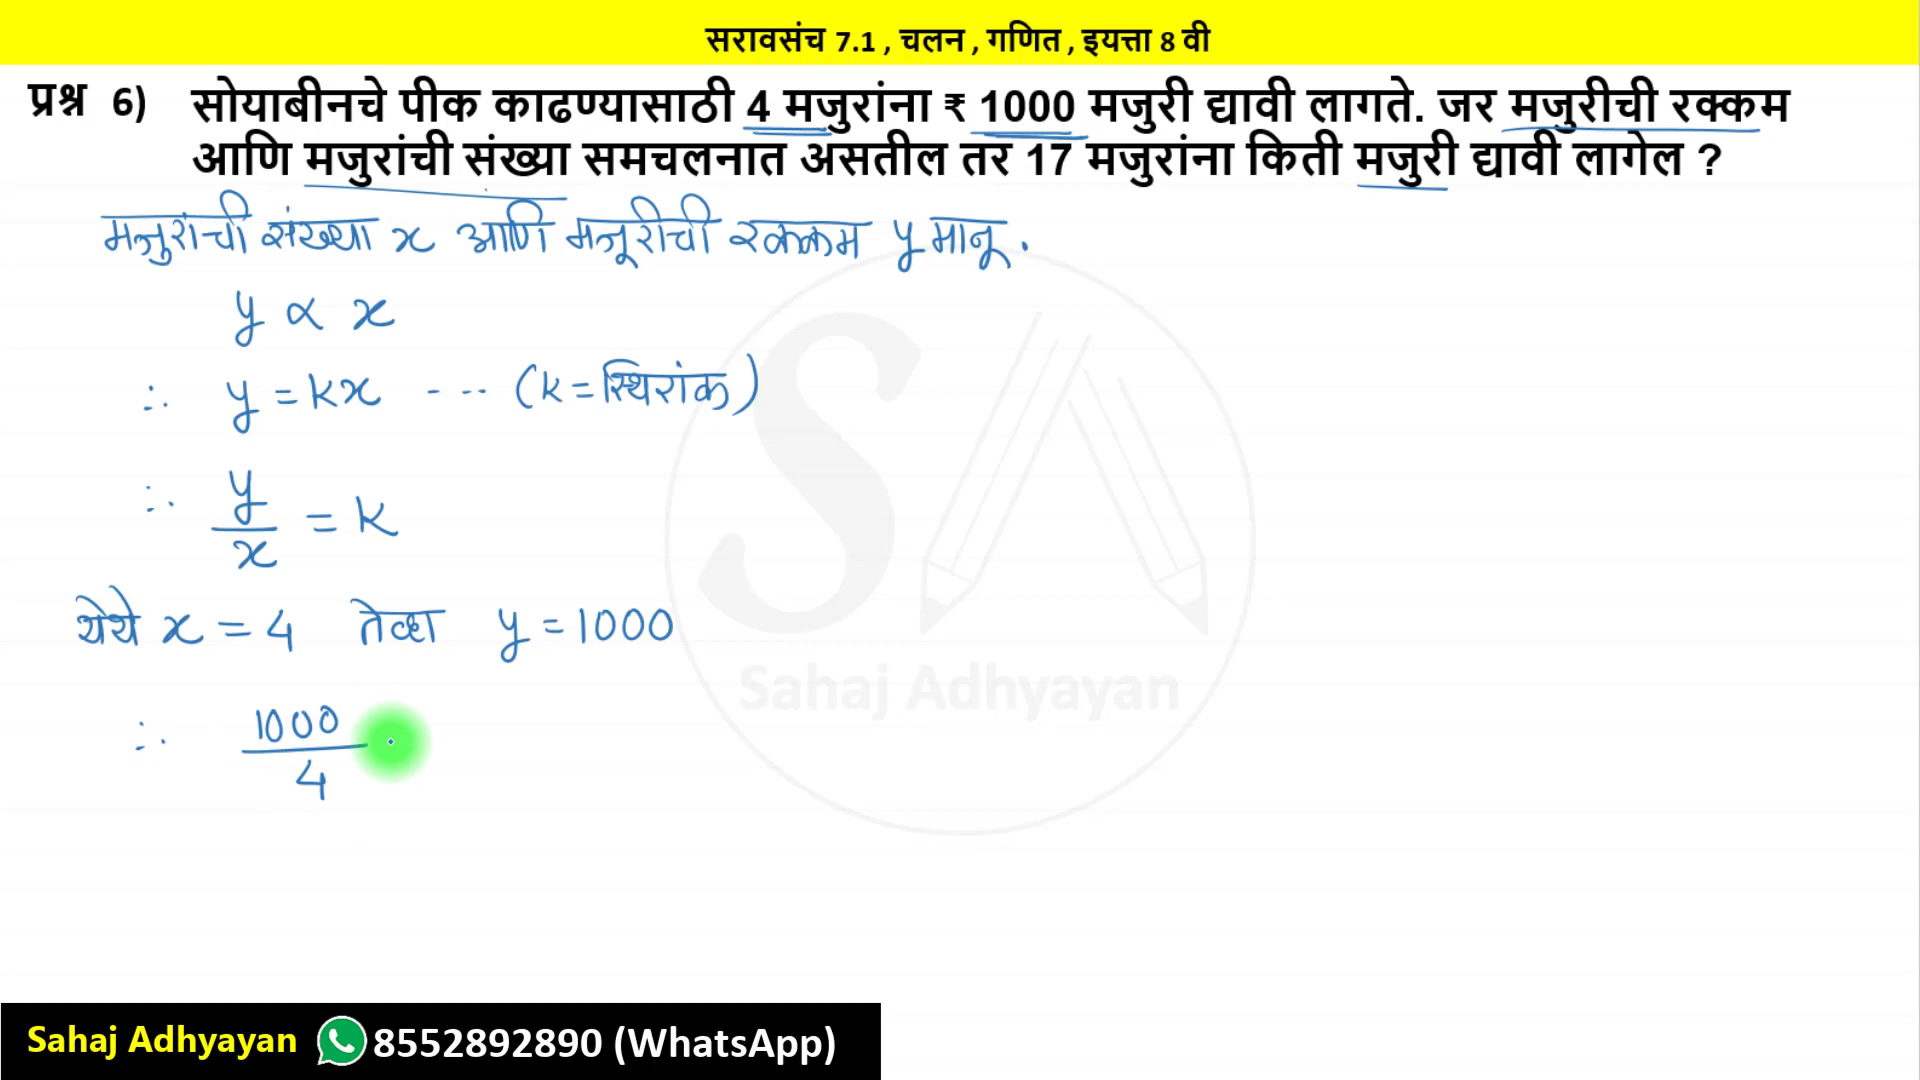 सरावसंच 7.1 , चलन , गणित , इयत्ता 8 वी
प्रश्न 6) सोयाबीनचे पीक काढण्यासाठी 4 मजुरांना ₹ 1000 मजुरी द्यावी लागते. जर मजुरीची रक्कम
आणि मजुरांची संख्या समचलनात असतील तर 17 मजुरांना किती मजुरी द्यावी लागेल ?
मजुरांची संख्या x आणि मजूरीची रक्कम y मानू.
y ∝ x
∴ y = kx ---- (k = स्थिरांक)
∴ y/x = k
येथे x = 4 तेव्हा y = 1000
∴ 1000/4
Sahaj Adhyayan
Sahaj Adhyayan 8552892890 (WhatsApp)